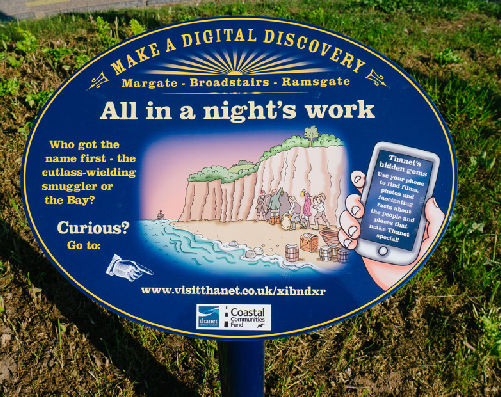 MAKE A DIGITAL DISCOVERY
Margate - Broadstairs - Ramsgate
All in a night's work
Who got the
name first - the
cutlass-wielding
smuggler or
the Bay?
Curious?
Go to:
www.visitthanet.co.uk/xibndxr
Thanet's
hidden gems
Use your phone
to find films,
photos and
fascinating
facts about
the people and
places that
make Thanet
special!
thanet
Coastal
Communities
Fund